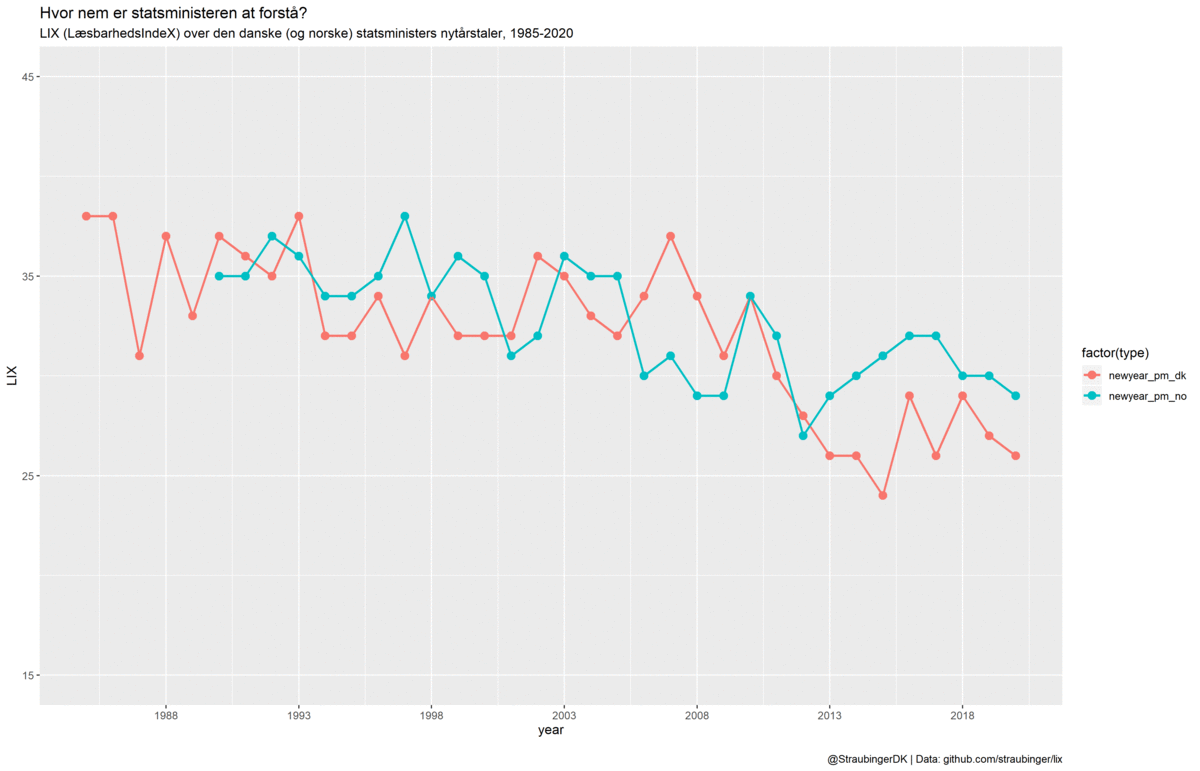 Hvor nem er statsministeren at forstå?
LIX (LæsbarhedsIndeX) over den danske (og norske) statsministers nytårstaler, 1985-2020
45
35
25
15
LIX
1988 1993 1998 2003 2008 2013 2018
year
factor(type)
newyear_pm_dk
newyear_pm_no
@StraubingerDK | Data: github.com/straubinger/lix